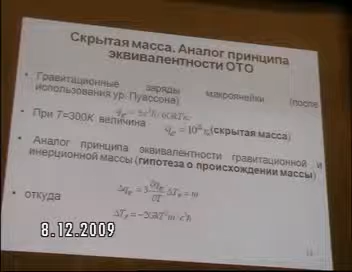 Скрытая масса. Аналог принципа
эквивалентности ОТО
• Гравитационные заряды макроячейки (после
использования ур. Пуассона)
• При T=300K величина (скрытая масса)
• Аналог принципа эквивалентности гравитационной и
инерционной массы (гипотеза о происхождении массы)
• откуда
8.12.2009